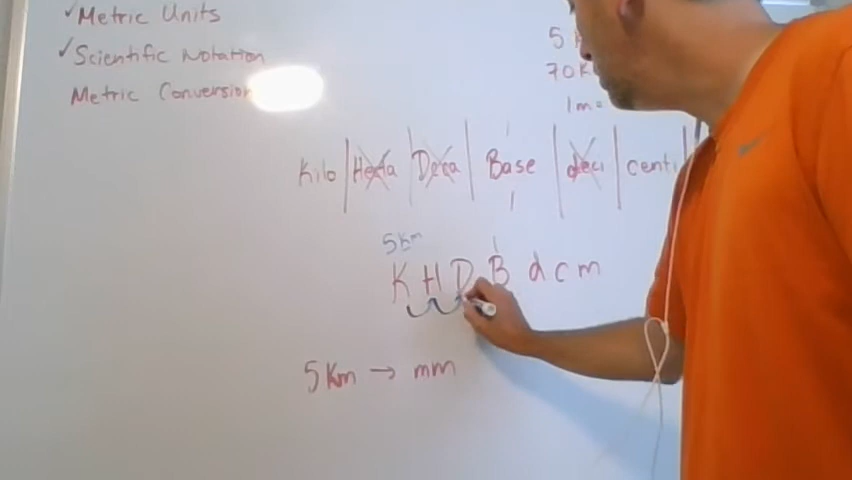 ✓Metric Units
✓Scientific Notation
Metric Conversion
5 K
70K
1m=
Kilo | Hecta | Deca | Base | deci | centi |
5km
K H D B d c m
5Km → mm